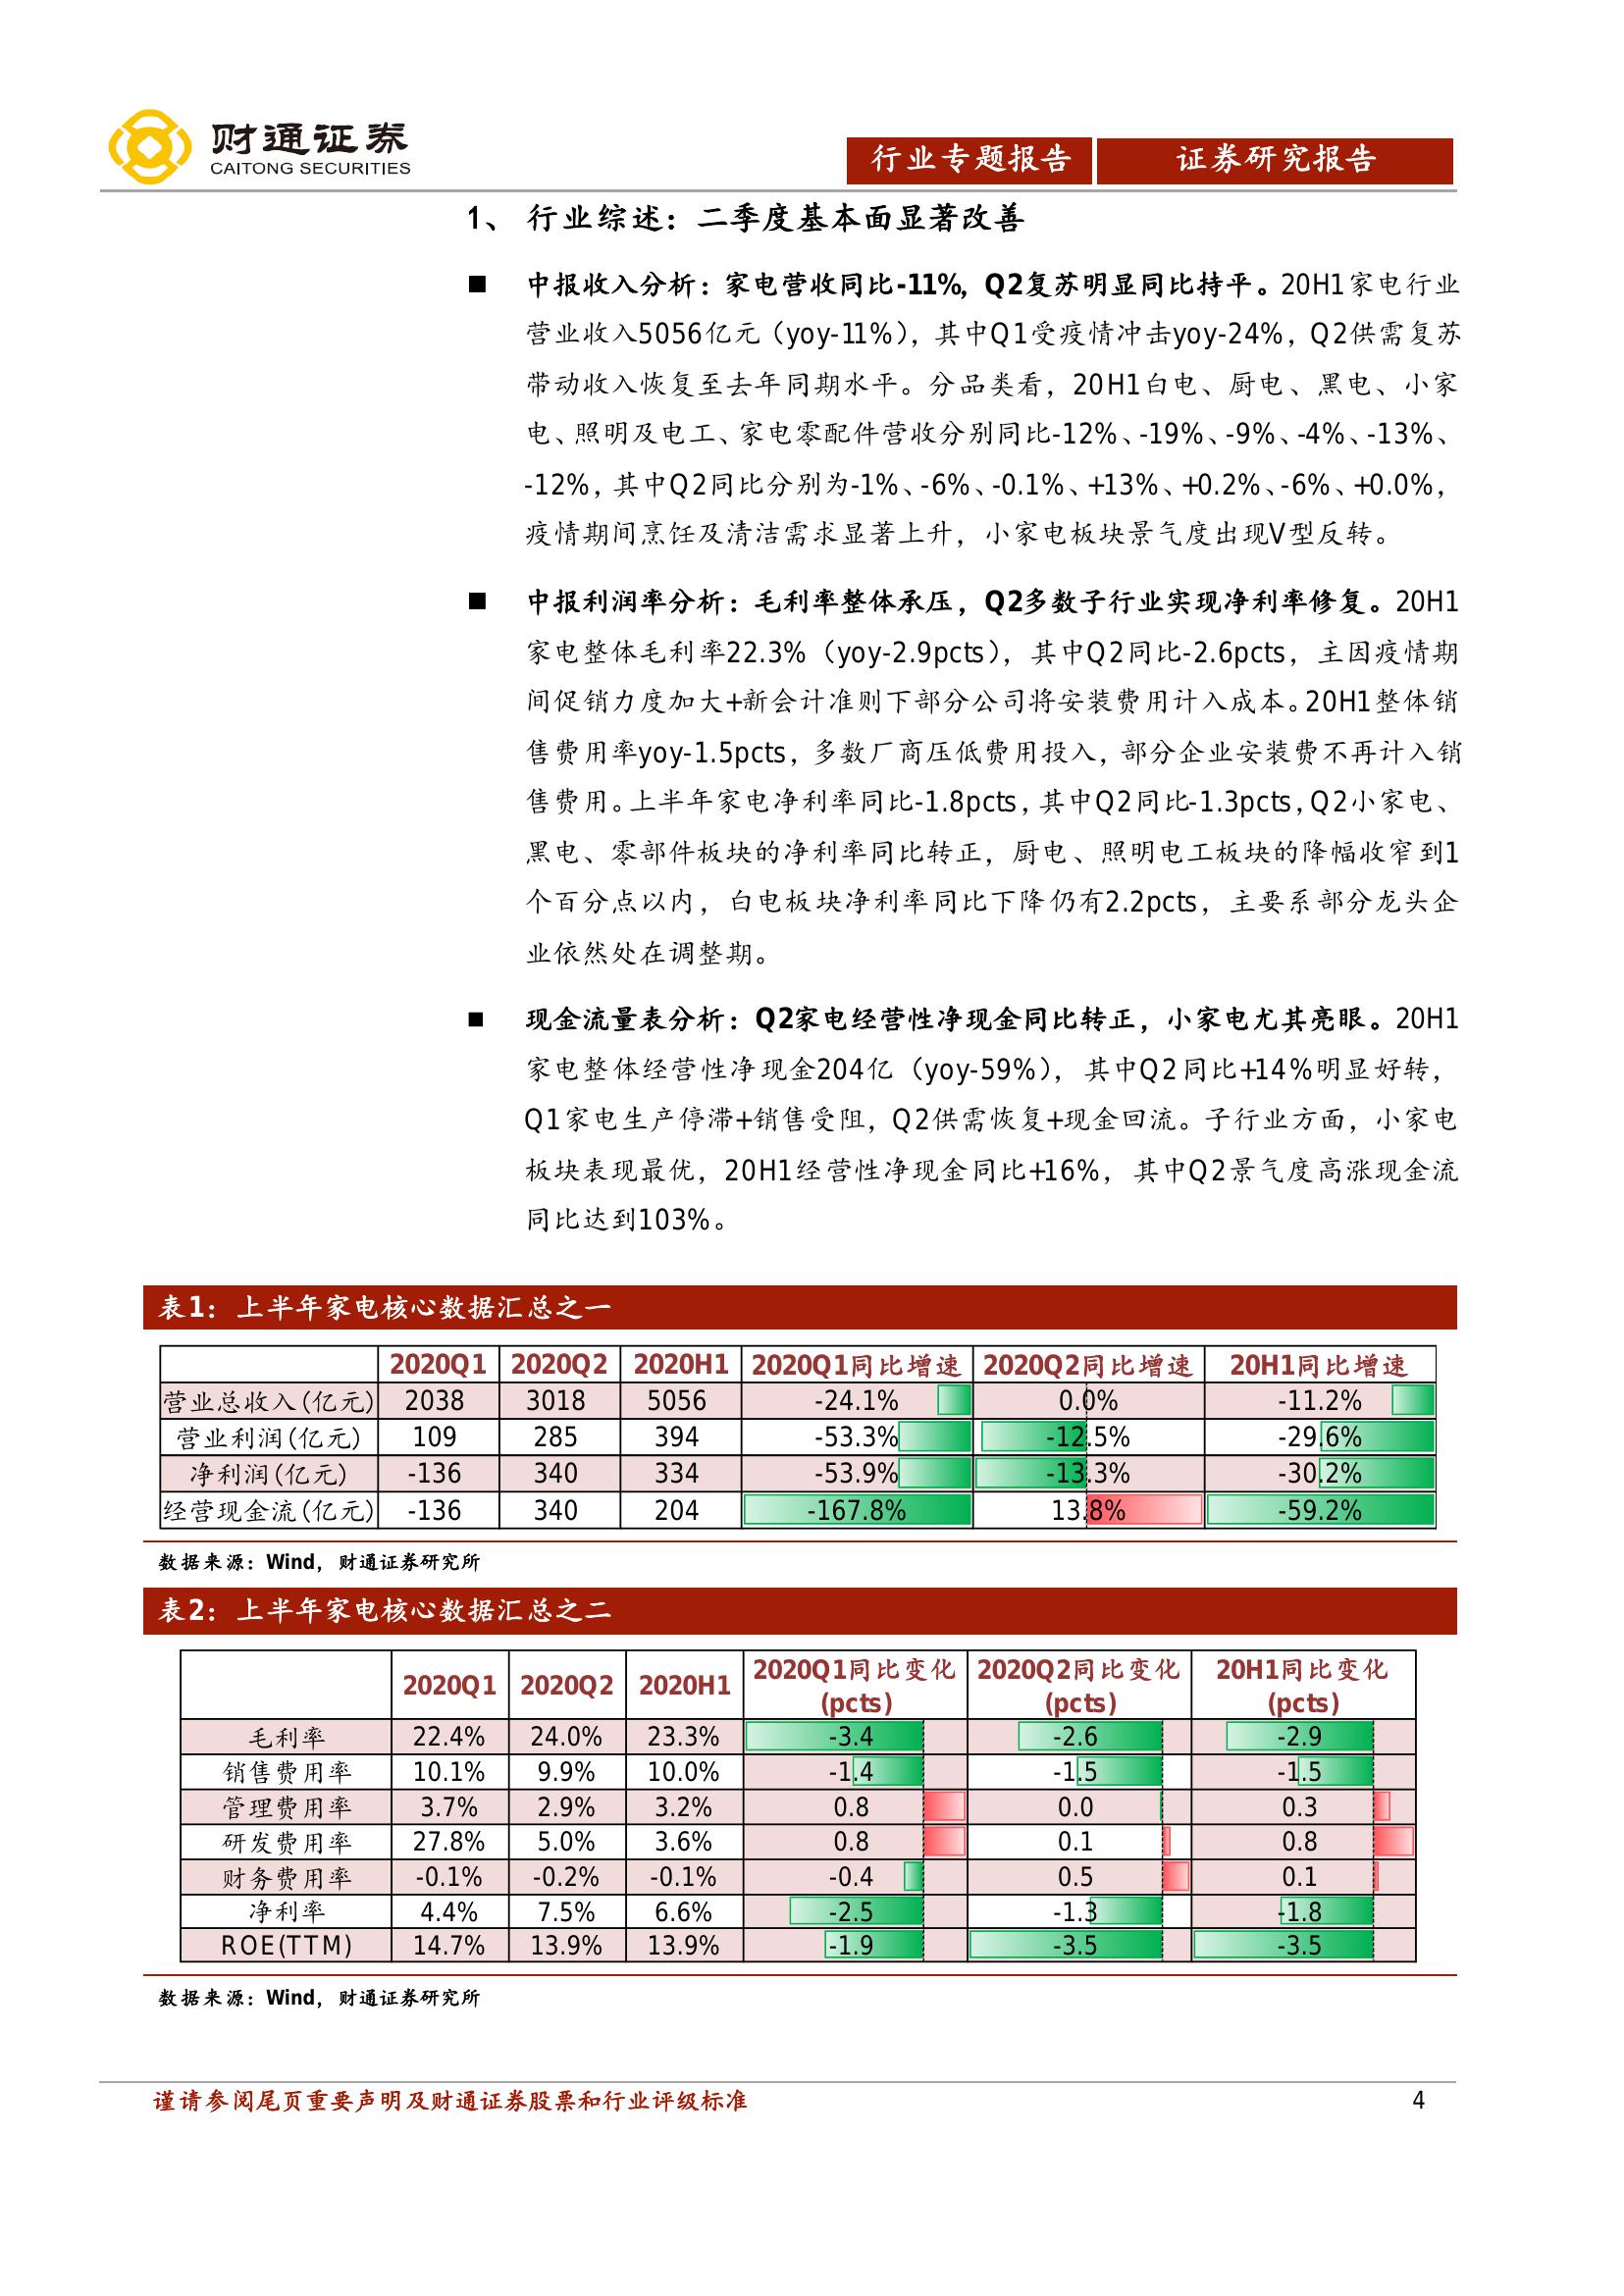 财通证券
CAITONG SECURITIES
行业专题报告 证券研究报告
1、 行业综述：二季度基本面显著改善
■ 中报收入分析：家电营收同比-11%，Q2复苏明显同比持平。20H1家电行业
营业收入5056亿元（yoy-11%），其中Q1受疫情冲击yoy-24%，Q2供需复苏
带动收入恢复至去年同期水平。分品类看，20H1白电、厨电、黑电、小家
电、照明及电工、家电零配件营收分别同比-12%、-19%、-9%、-4%、-13%、
-12%，其中Q2同比分别为-1%、-6%、-0.1%、+13%、+0.2%、-6%、+0.0%，
疫情期间烹饪及清洁需求显著上升，小家电板块景气度出现V型反转。
■ 中报利润率分析：毛利率整体承压，Q2多数子行业实现净利率修复。20H1
家电整体毛利率22.3%（yoy-2.9pcts），其中Q2同比-2.6pcts，主因疫情期
间促销力度加大+新会计准则下部分公司将安装费用计入成本。20H1整体销
售费用率yoy-1.5pcts，多数厂商压低费用投入，部分企业安装费不再计入销
售费用。上半年家电净利率同比-1.8pcts，其中Q2同比-1.3pcts，Q2小家电、
黑电、零部件板块的净利率同比转正，厨电、照明电工板块的降幅收窄到1
个百分点以内，白电板块净利率同比下降仍有2.2pcts，主要系部分龙头企
业依然处在调整期。
■ 现金流量表分析：Q2家电经营性净现金同比转正，小家电尤其亮眼。20H1
家电整体经营性净现金204亿（yoy-59%），其中Q2同比+14%明显好转，
Q1家电生产停滞+销售受阻，Q2供需恢复+现金回流。子行业方面，小家电
板块表现最优，20H1经营性净现金同比+16%，其中Q2景气度高涨现金流
同比达到103%。
表1：上半年家电核心数据汇总之一
2020Q1 2020Q2 2020H1 2020Q1同比增速 2020Q2同比增速 20H1同比增速
营业总收入(亿元) 2038 3018 5056 -24.1% 0.0% -11.2%
营业利润(亿元) 109 285 394 -53.3% -12.5% -29.6%
净利润(亿元) -136 340 334 -53.9% -13.3% -30.2%
经营现金流(亿元) -136 340 204 -167.8% 13.8% -59.2%
数据来源：Wind，财通证券研究所
表2：上半年家电核心数据汇总之二
2020Q1 2020Q2 2020H1 2020Q1同比变化 2020Q2同比变化 20H1同比变化
(pcts) (pcts) (pcts)
毛利率 22.4% 24.0% 23.3% -3.4 -2.6 -2.9
销售费用率 10.1% 9.9% 10.0% -1.4 -1.5 -1.5
管理费用率 3.7% 2.9% 3.2% 0.8 0.0 0.3
研发费用率 27.8% 5.0% 3.6% 0.8 0.1 0.8
财务费用率 -0.1% -0.2% -0.1% -0.4 0.5 0.1
净利率 4.4% 7.5% 6.6% -2.5 -1.3 -1.8
ROE(TTM) 14.7% 13.9% 13.9% -1.9 -3.5 -3.5
数据来源：Wind，财通证券研究所
谨请参阅尾页重要声明及财通证券股票和行业评级标准 4